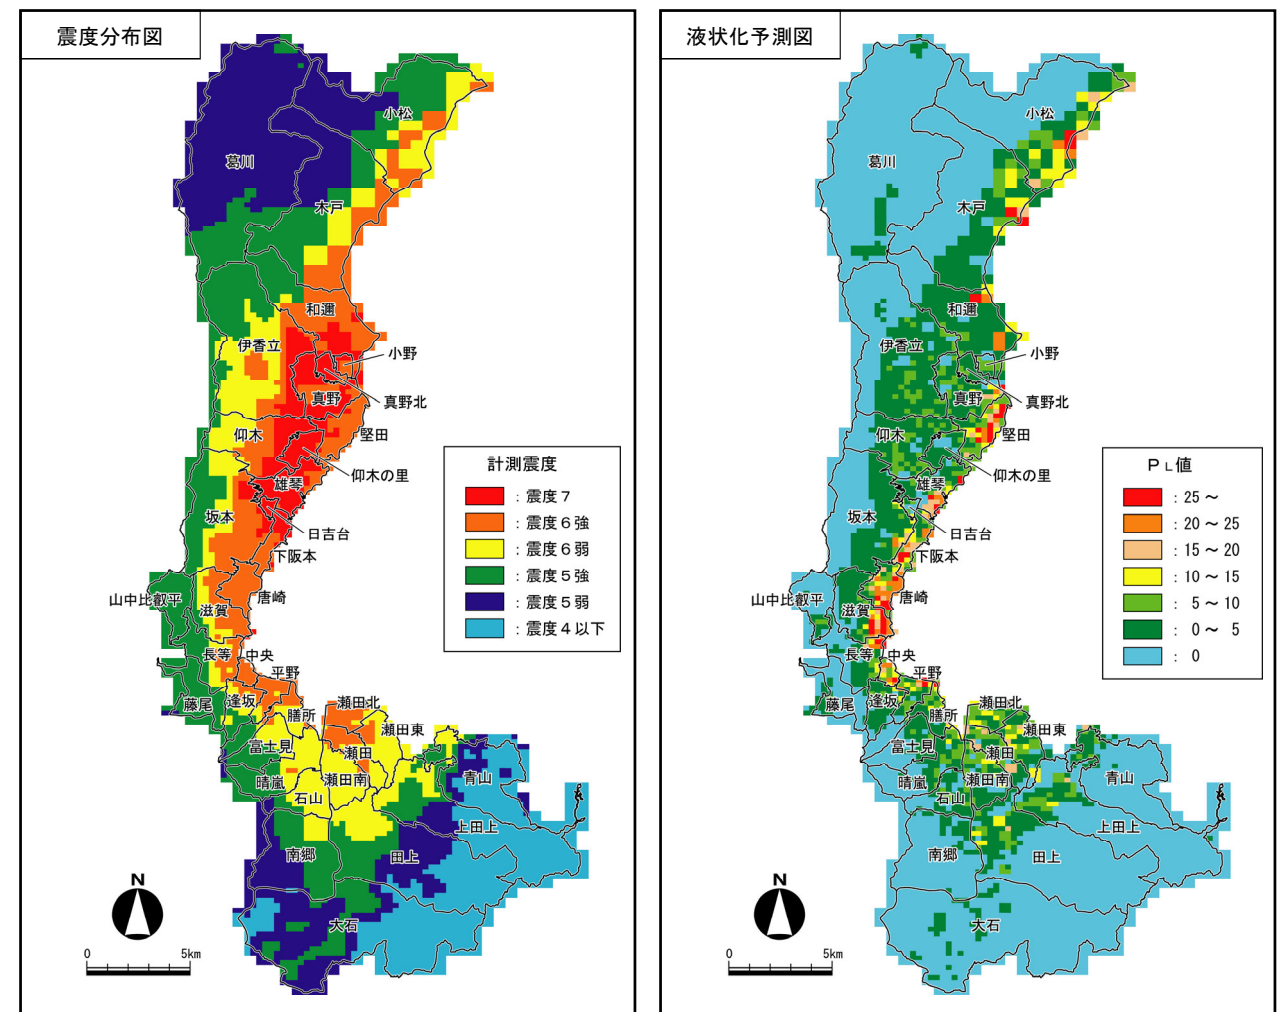 震度分布図
小松
葛川
木戸
和邇
伊香立
小野
真野
真野北
仰木
堅田
仰木の里
雄琴
坂本
日吉台
下阪本
山中比叡平
滋賀
唐崎
長等
中央
平野
藤尾
逢坂
膳所
瀬田北
瀬田東
富士見
瀬田
晴嵐
瀬田南
石山
青山
上田上
南郷
田上
大石
計測震度
：震度７
：震度６強
：震度６弱
：震度５強
：震度５弱
：震度４以下
N
0 5km
液状化予測図
小松
葛川
木戸
和邇
伊香立
小野
真野
真野北
仰木
堅田
仰木の里
雄琴
坂本
日吉台
下阪本
山中比叡平
滋賀
唐崎
長等
中央
平野
藤尾
逢坂
膳所
瀬田北
瀬田東
富士見
瀬田
晴嵐
瀬田南
石山
青山
上田上
南郷
田上
大石
ＰＬ値
：25～
：20～25
：15～20
：10～15
：5～10
：0～5
：0
N
0 5km